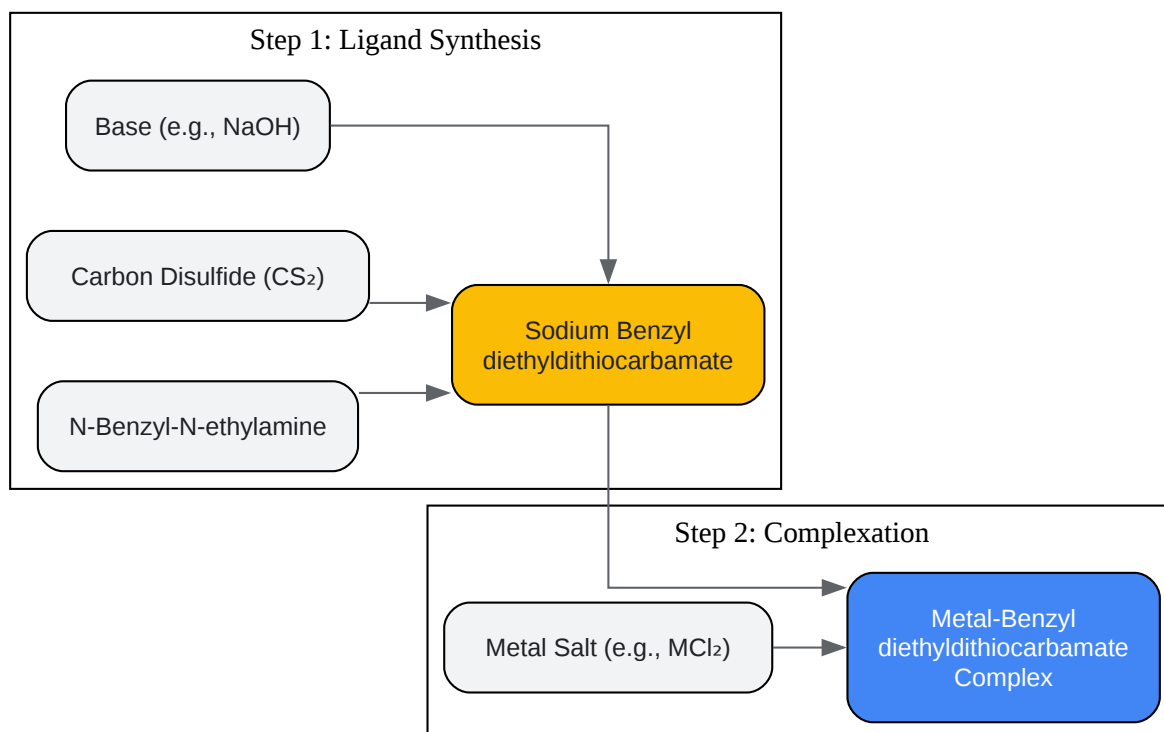 Step 1: Ligand Synthesis
Base (e.g., NaOH)
Carbon Disulfide (CS₂)
Sodium Benzyl
diethyldithiocarbamate
N-Benzyl-N-ethylamine
Step 2: Complexation
Metal Salt (e.g., MCl₂)
Metal-Benzyl
diethyldithiocarbamate
Complex